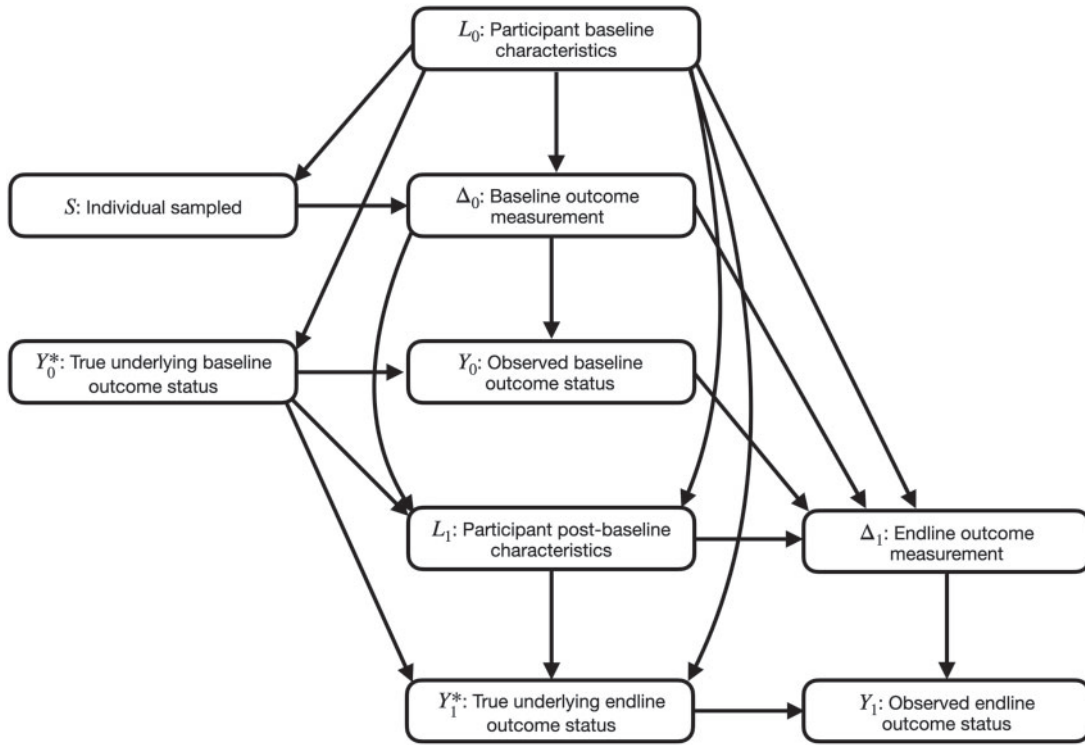 L₀: Participant baseline
characteristics
S: Individual sampled
Δ₀: Baseline outcome
measurement
Y₀*: True underlying baseline
outcome status
Y₀: Observed baseline
outcome status
L₁: Participant post-baseline
characteristics
Δ₁: Endline outcome
measurement
Y₁*: True underlying endline
outcome status
Y₁: Observed endline
outcome status